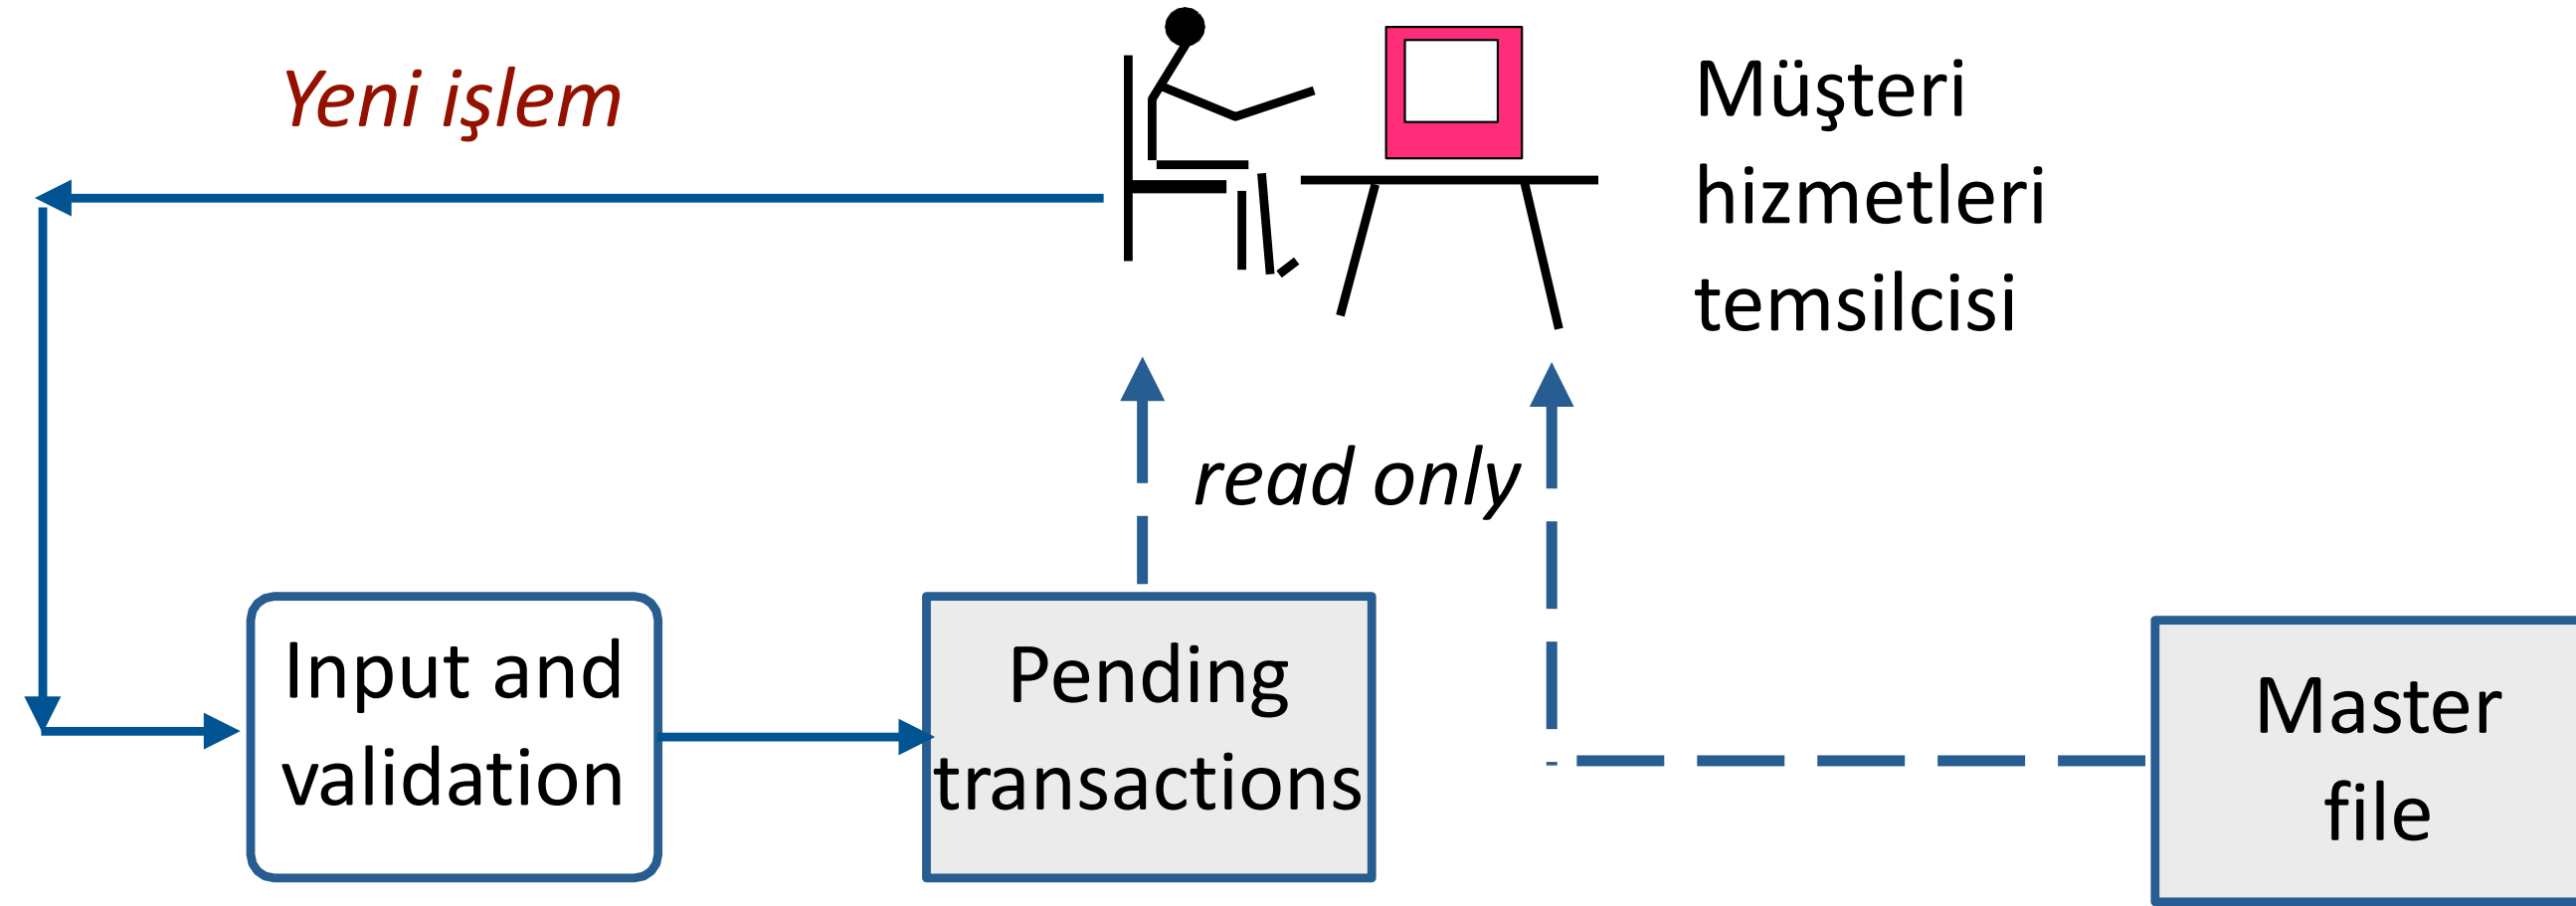 Yeni işlem
Müşteri
hizmetleri
temsilcisi
read only
Input and
validation
Pending
transactions
Master
file